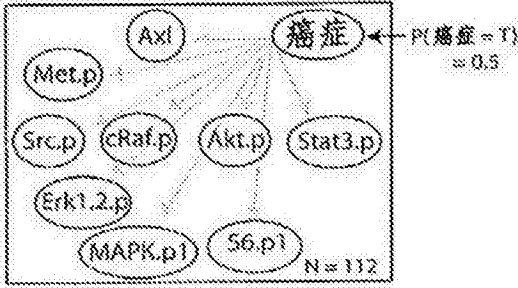 Axl
癌症
P(癌症=T)
=0.5
Met.p
Src.p
cRaf.p
Akt.p
Stat3.p
Erk1.2.p
MAPK.p1
S6.p1
N=112